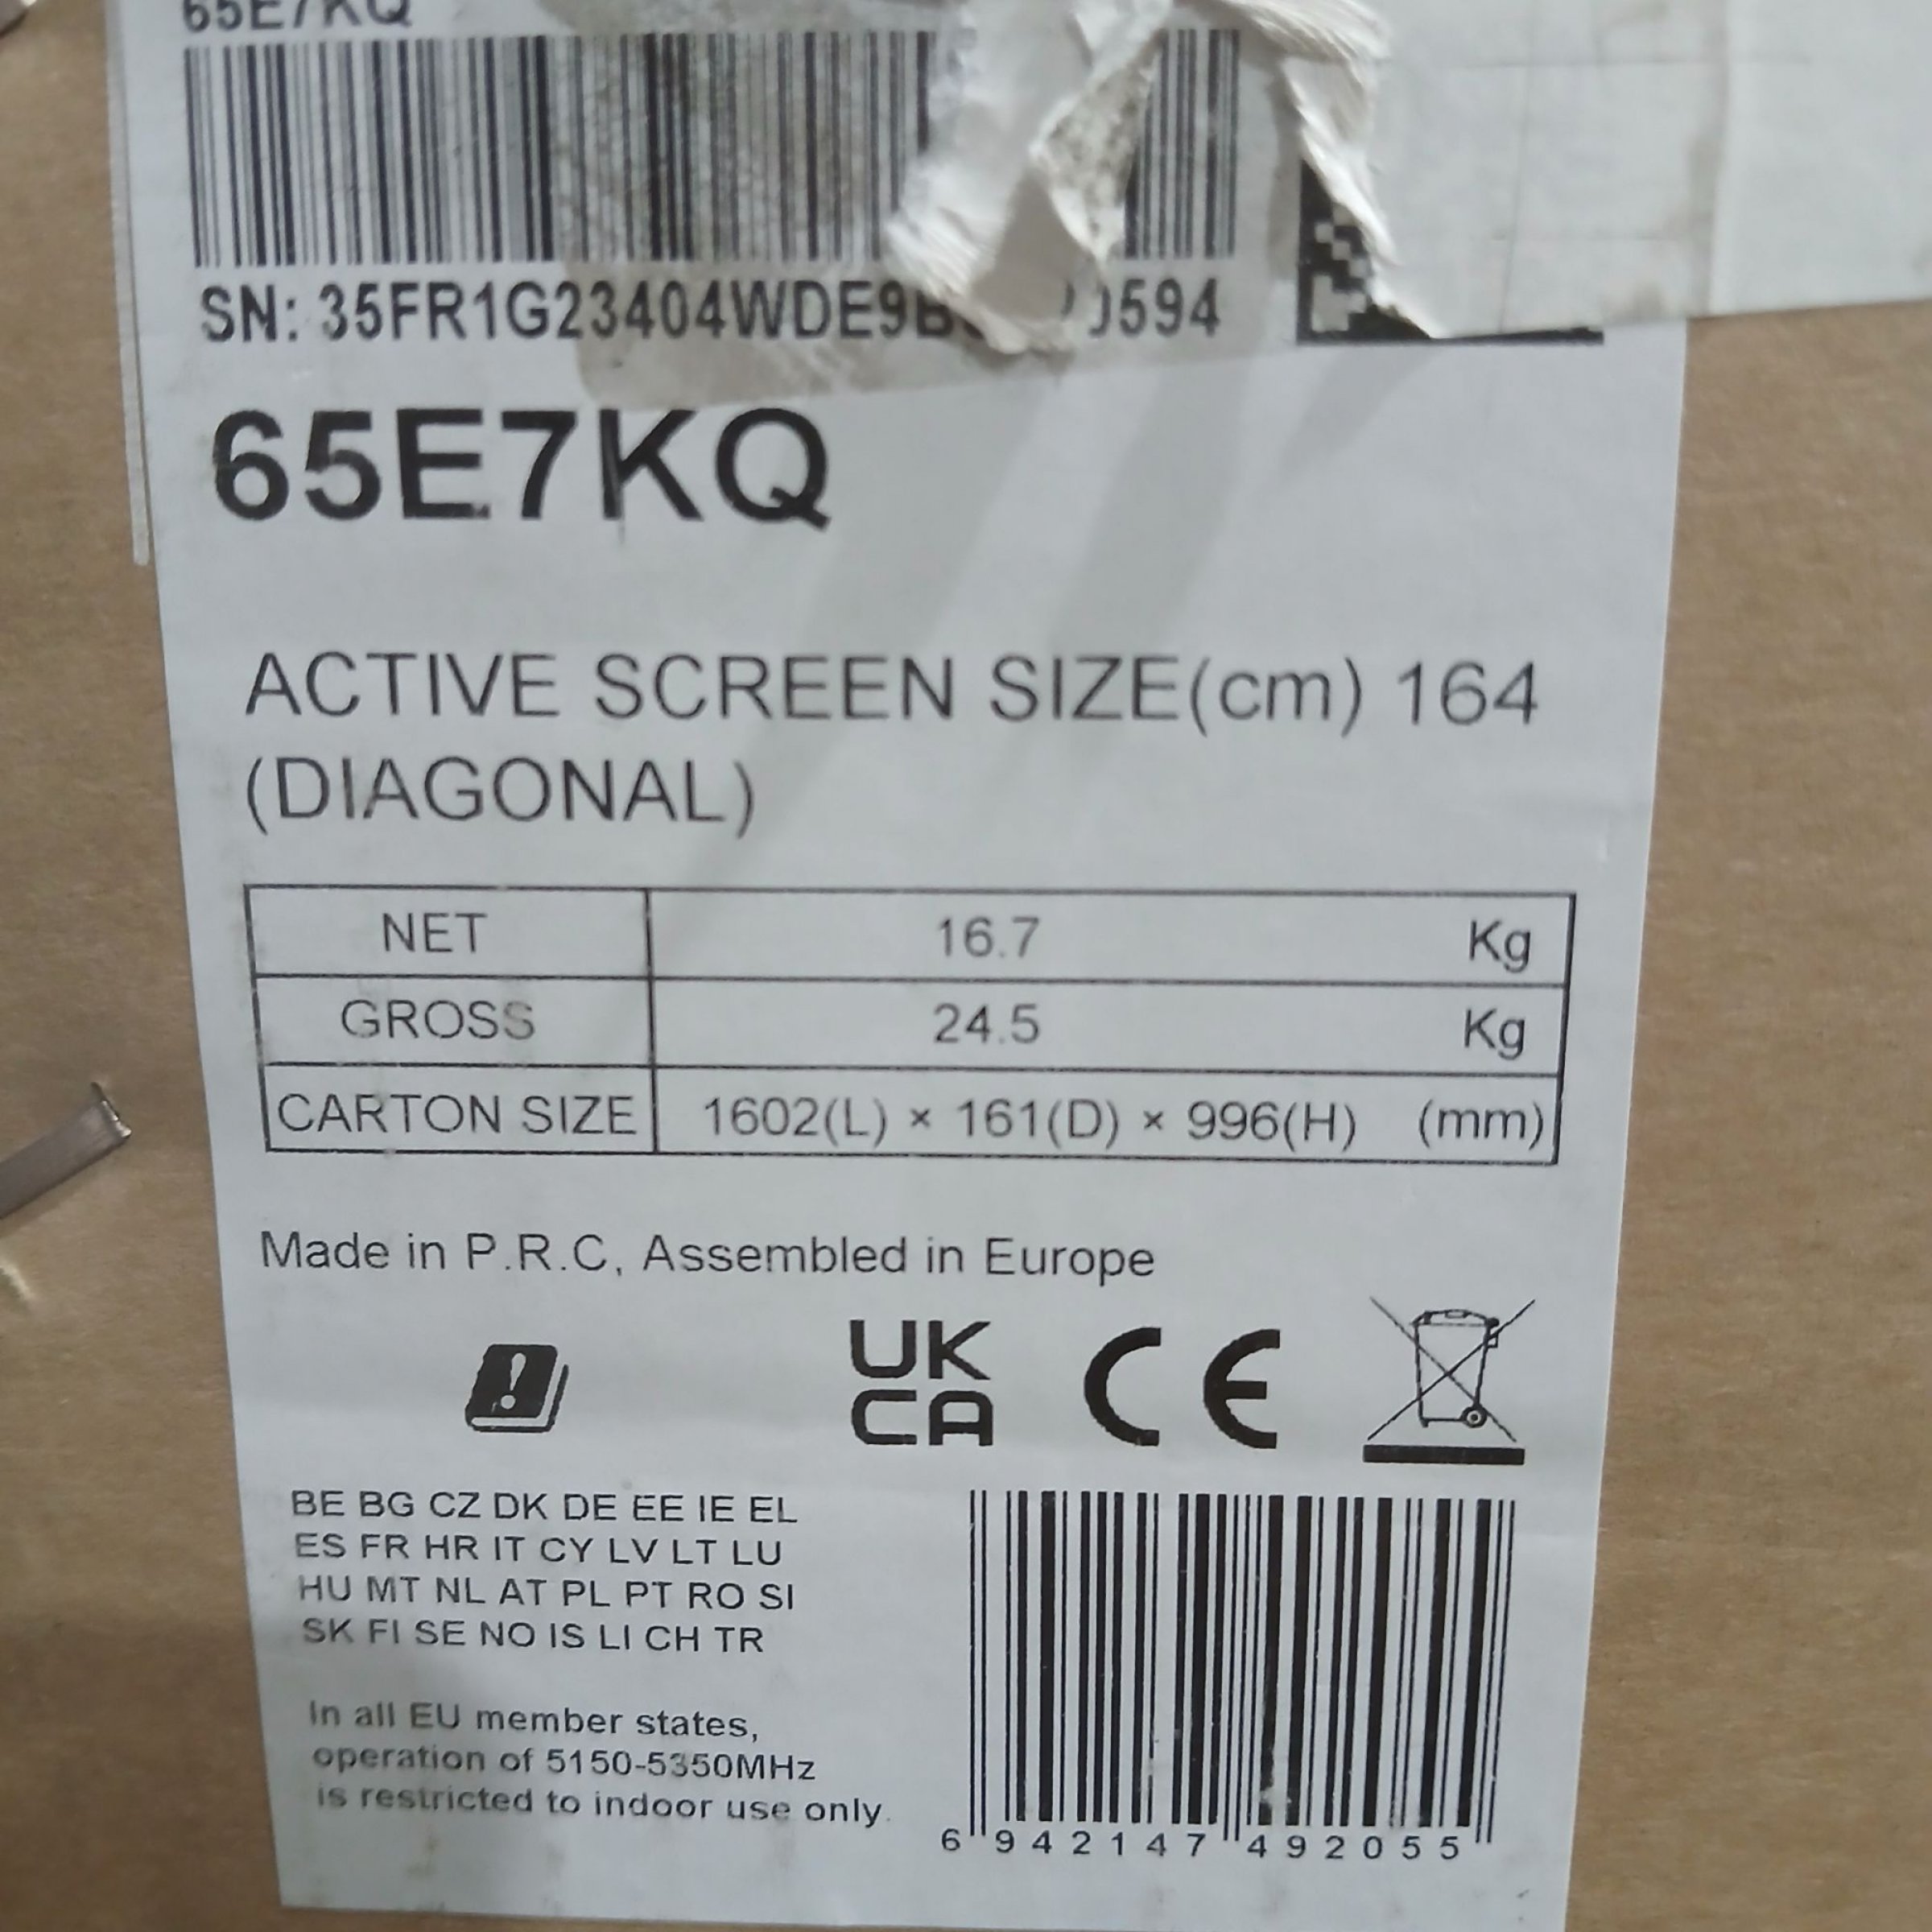 65E7KQ
65E7KQ
ACTIVE SCREEN SIZE(cm) 164
(DIAGONAL)
NET 16.7 Kg
GROSS 24.5 Kg
CARTON SIZE 1602(L) × 161(D) × 996(H) (mm)
Made in P.R.C, Assembled in Europe
UK
CA
CE
BE BG CZ DK DE EE IE EL
ES FR HR IT CY LV LT LU
HU MT NL AT PL PT RO SI
SK FI SE NO IS LI CH TR
In all EU member states,
operation of 5150-5350MHz
is restricted to indoor use only.
6 942147 492055